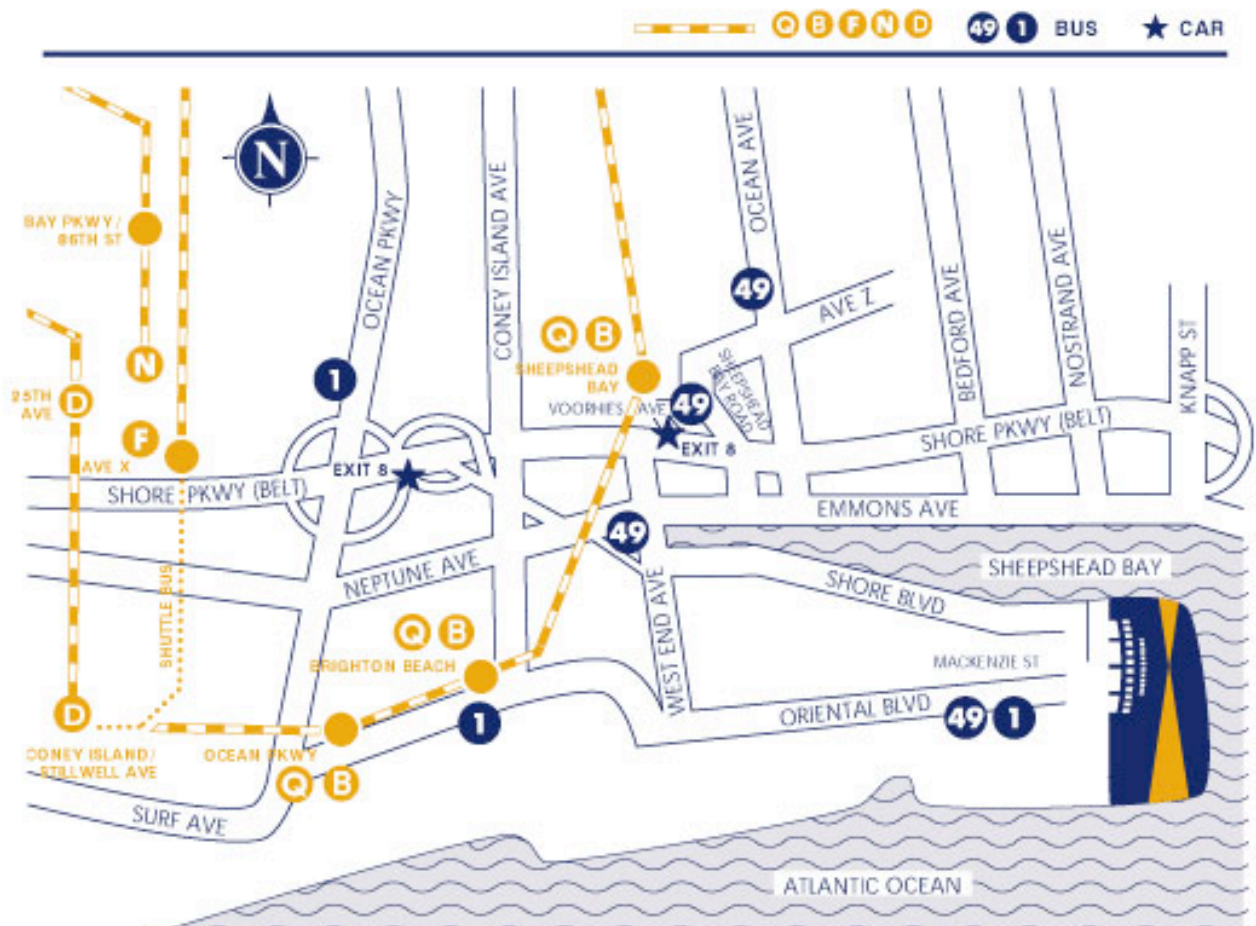 Q B F N D 49 1 BUS CAR
N
OCEAN PKWY
CONEY ISLAND AVE
OCEAN AVE
BEDFORD AVE
NOSTRAND AVE
KNAPP ST
BAY PKWY/
86TH ST
N
49
AVE Z
Q B
SHEEPSHEAD
BAY
SHEEPSHEAD
BAY ROAD
1
25TH
AVE
D
VOORHIES AVE
49
EXIT 8
F
AVE X
EXIT 8
SHORE PKWY (BELT)
SHORE PKWY (BELT)
EMMONS AVE
49
SHEEPSHEAD BAY
NEPTUNE AVE
SHUTTLE BUS
SHORE BLVD
WEST END AVE
Q B
BRIGHTON BEACH
MACKENZIE ST
1
ORIENTAL BLVD
49 1
D
CONEY ISLAND/
STILLWELL AVE
OCEAN PKWY
Q B
SURF AVE
ATLANTIC OCEAN